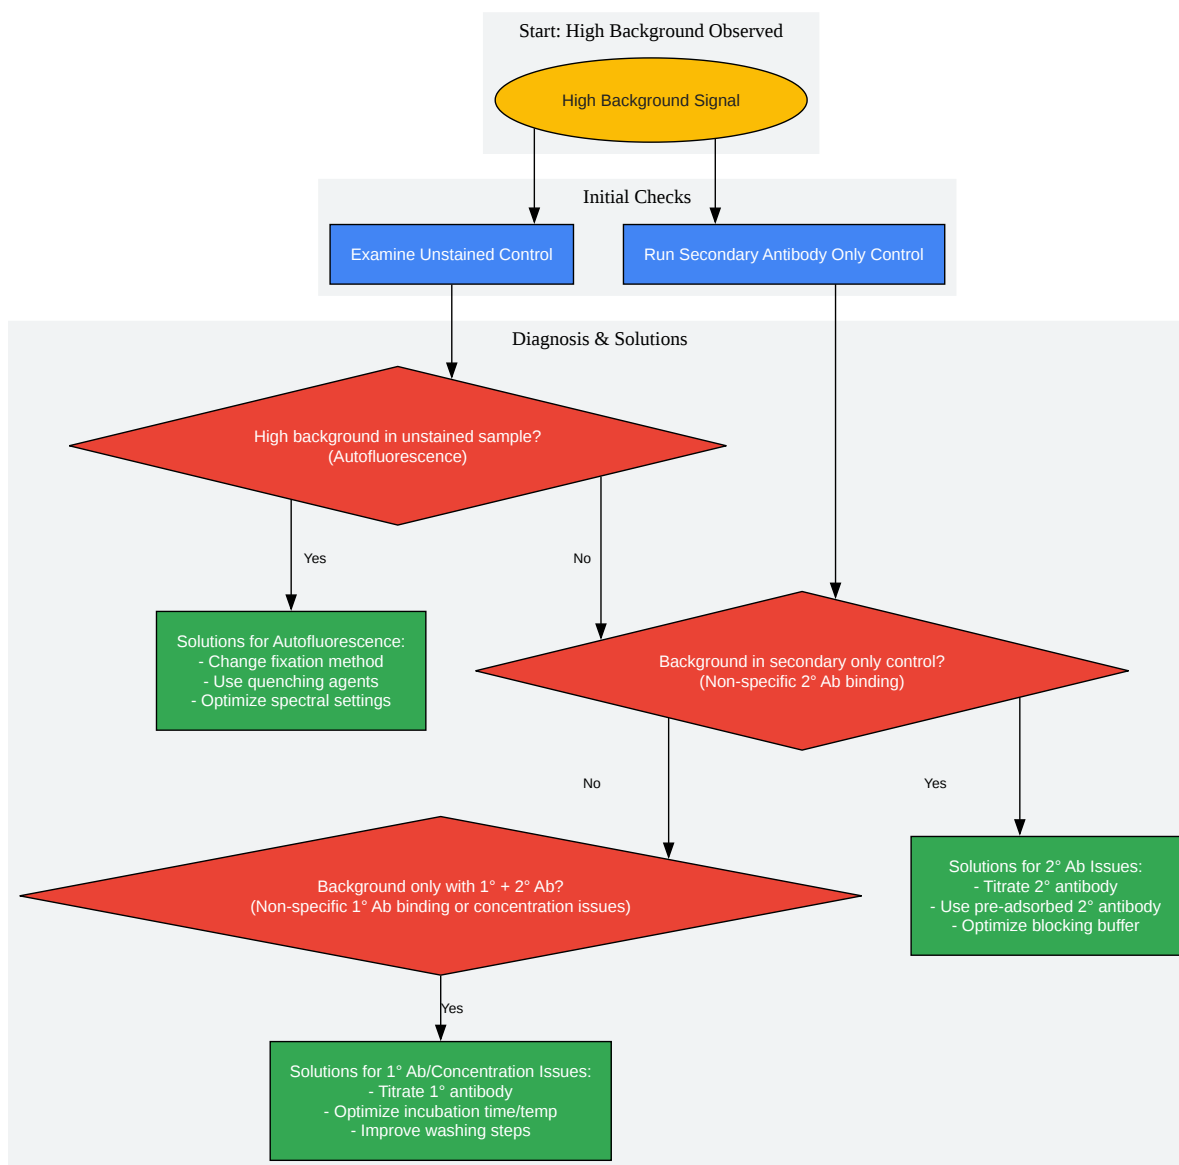 Start: High Background Observed
High Background Signal
Initial Checks
Examine Unstained Control
Run Secondary Antibody Only Control
Diagnosis & Solutions
High background in unstained sample?
(Autofluorescence)
Yes
No
Solutions for Autofluorescence:
- Change fixation method
- Use quenching agents
- Optimize spectral settings
Background in secondary only control?
(Non-specific 2° Ab binding)
No
Yes
Background only with 1° + 2° Ab?
(Non-specific 1° Ab binding or concentration issues)
Solutions for 2° Ab Issues:
- Titrate 2° antibody
- Use pre-adsorbed 2° antibody
- Optimize blocking buffer
Yes
Solutions for 1° Ab/Concentration Issues:
- Titrate 1° antibody
- Optimize incubation time/temp
- Improve washing steps